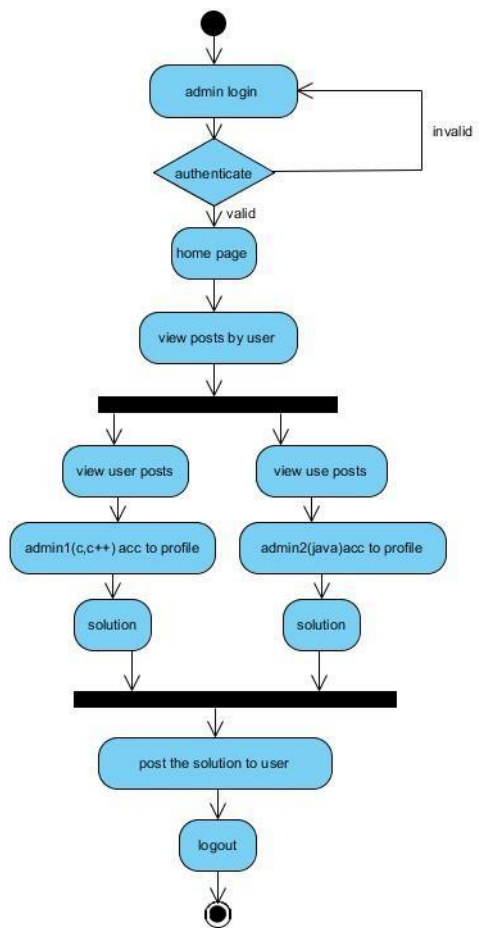 admin login
invalid
authenticate
valid
home page
view posts by user
view user posts
view use posts
admin1(c,c++) acc to profile
admin2(java)acc to profile
solution
solution
post the solution to user
logout